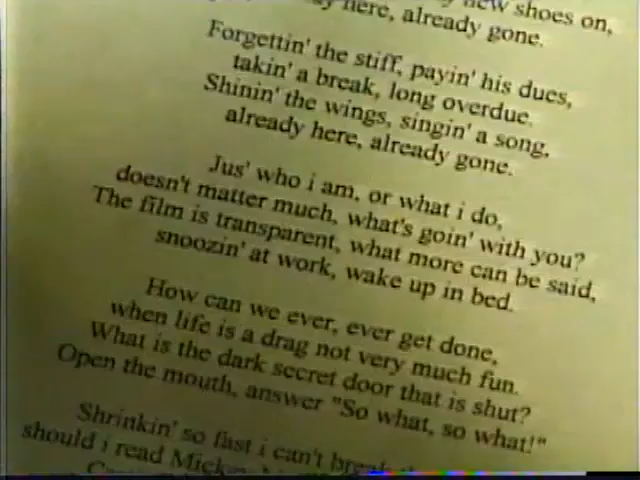 new shoes on,
here, already gone.
Forgettin' the stiff, payin' his dues,
takin' a break, long overdue.
Shinin' the wings, singin' a song,
already here, already gone.
Jus' who i am, or what i do,
doesn't matter much, what's goin' with you?
The film is transparent, what more can be said,
snoozin' at work, wake up in bed.
How can we ever, ever get done,
when life is a drag not very much fun.
What is the dark secret door that is shut?
Open the mouth, answer "So what, so what!"
Shrinkin' so fast i can't
should i read